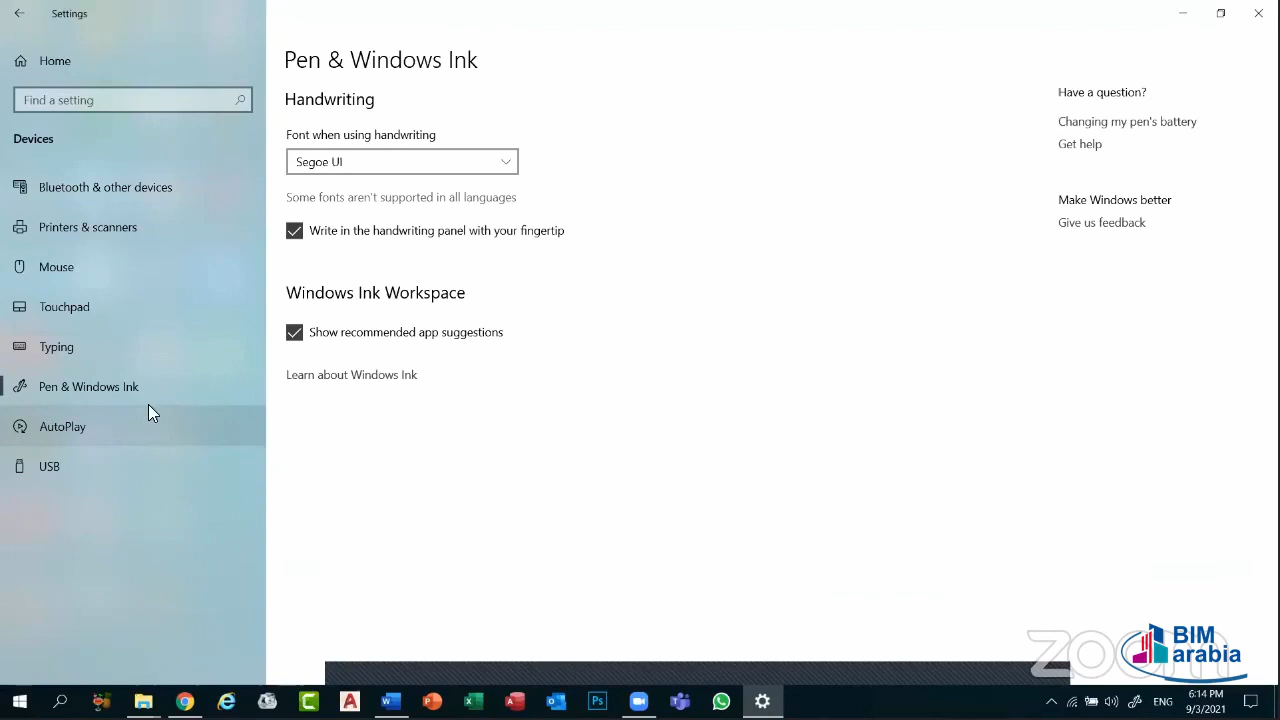 Settings
Home
Find a setting
Devices
Bluetooth & other devices
Printers & scanners
Mouse
Touchpad
Typing
Pen & Windows Ink
AutoPlay
USB
Pen & Windows Ink
Handwriting
Font when using handwriting
Segoe UI
Some fonts aren't supported in all languages
Write in the handwriting panel with your fingertip
Windows Ink Workspace
Show recommended app suggestions
Learn about Windows Ink
Have a question?
Changing my pen's battery
Get help
Make Windows better
Give us feedback
zoom
BIM
arabia
ENG
6:14 PM
9/3/2021